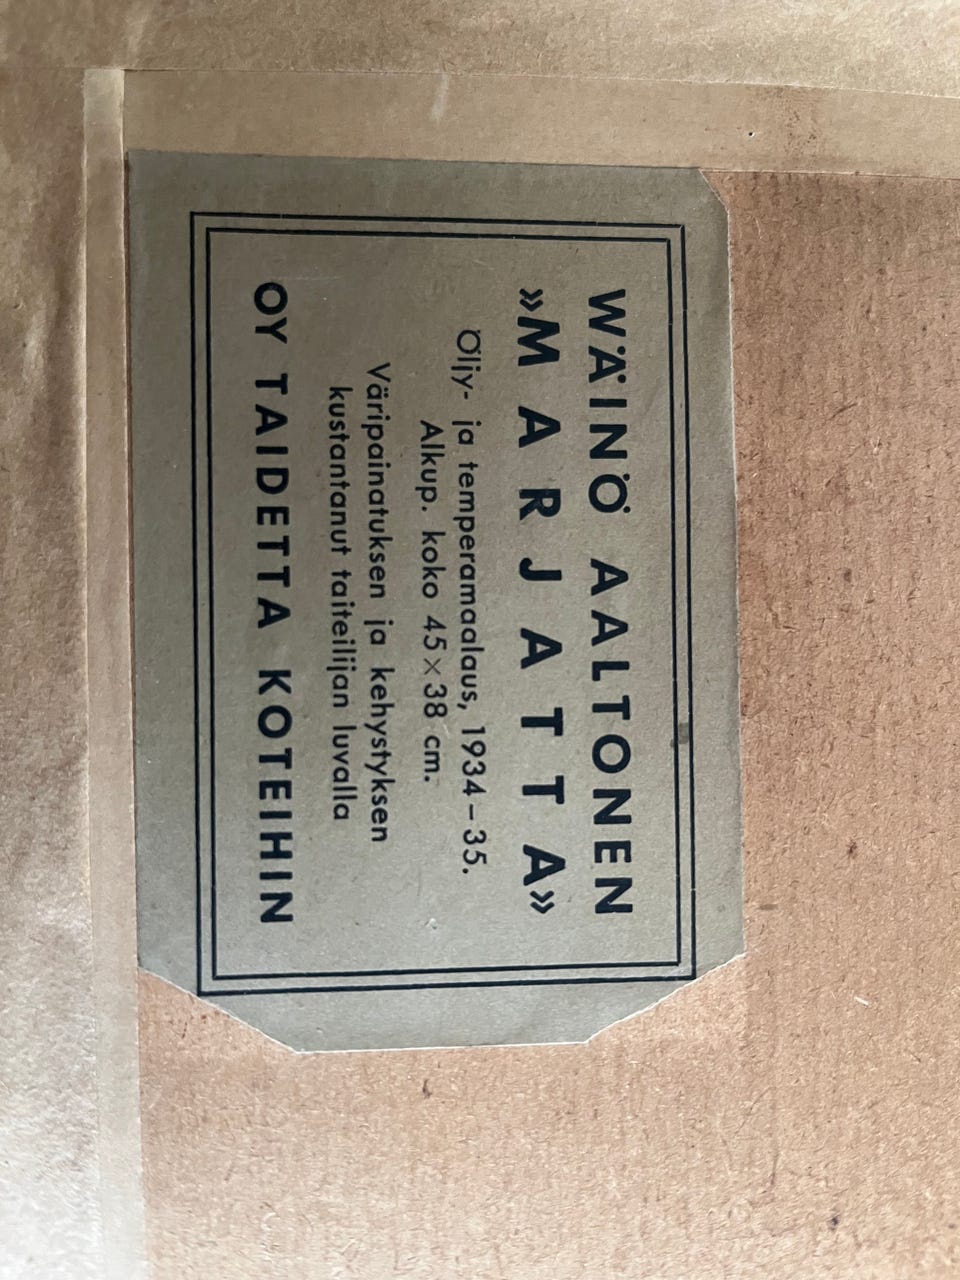 WÄINÖ AALTONEN
»MARJATTA»
Öljy- ja temperamaalaus, 1934–35.
Alkup. koko 45×38 cm.
Väripainatuksen ja kehystyksen
kustantanut taiteilijan luvalla
OY TAIDETTA KOTEIHIN